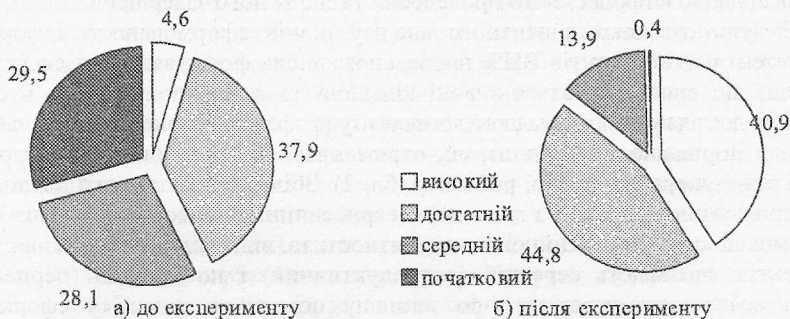 4,6
29,5
37,9
28,1
а) до експерименту
високий
достатній
середній
початковий
13,9
0,4
40,9
44,8
б) після експерименту